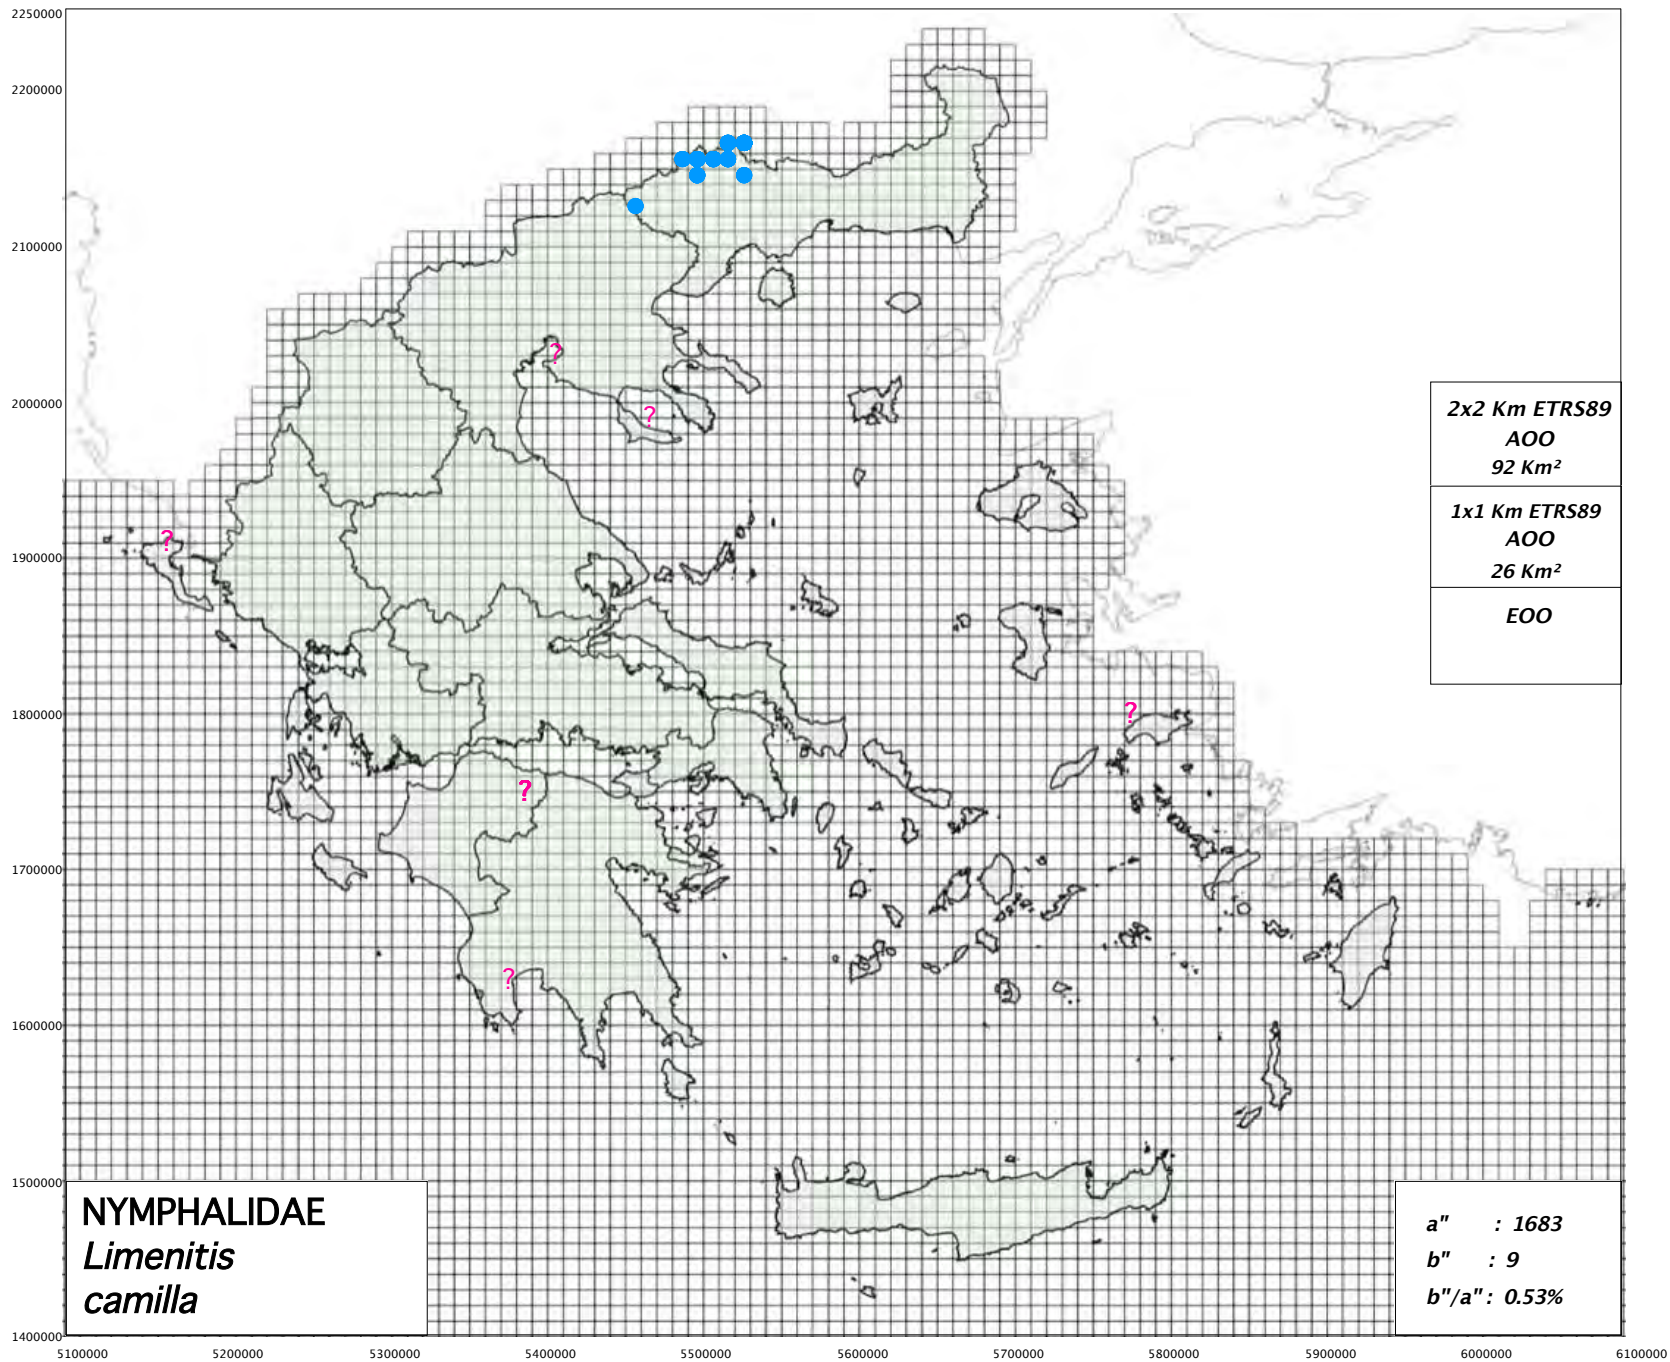 2250000
2200000
2100000
2000000
1900000
1800000
1700000
1600000
1500000
1400000
?
?
?
?
?
?
2x2 Km ETRS89
AOO
92 Km²
1x1 Km ETRS89
AOO
26 Km²
EOO
NYMPHALIDAE
Limenitis
camilla
a" : 1683
b" : 9
b"/a" : 0.53%
5100000 5200000 5300000 5400000 5500000 5600000 5700000 5800000 5900000 6000000 6100000